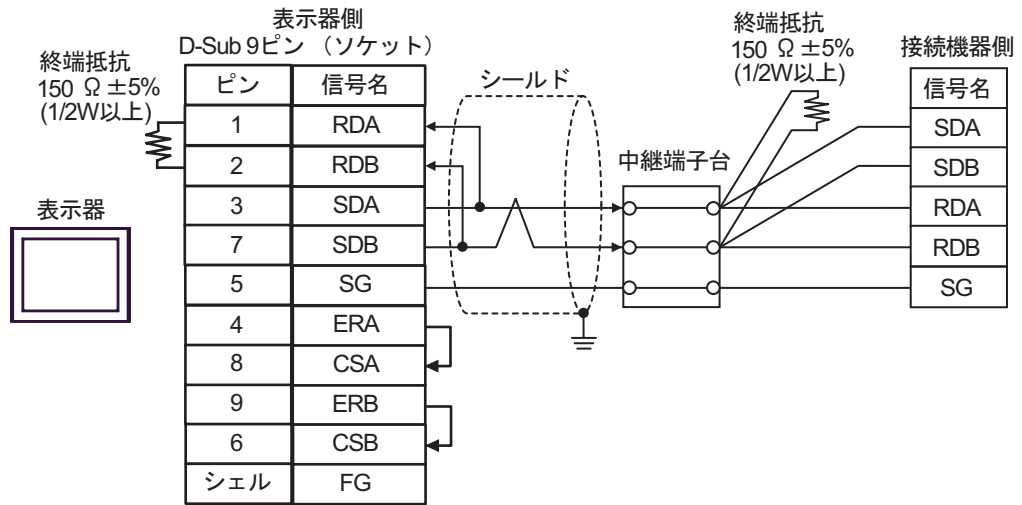 表示器側
D-Sub 9ピン （ソケット）
終端抵抗
150 Ω ±5%
(1/2W以上)
ピン 信号名
1 RDA
2 RDB
3 SDA
7 SDB
5 SG
4 ERA
8 CSA
9 ERB
6 CSB
シェル FG
表示器
シールド
中継端子台
終端抵抗
150 Ω ±5%
(1/2W以上)
接続機器側
信号名
SDA
SDB
RDA
RDB
SG